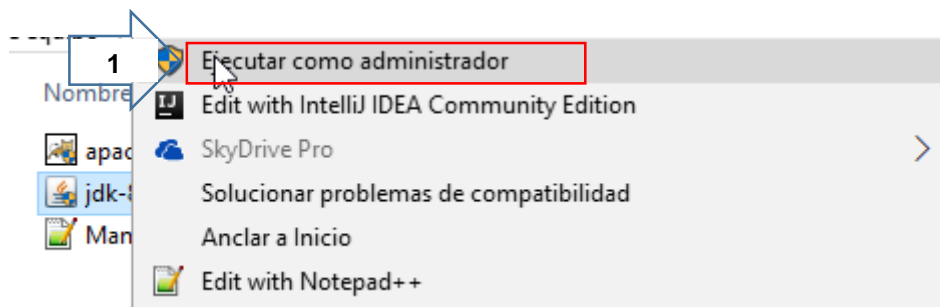 1
Ejecutar como administrador
Nombre
Edit with IntelliJ IDEA Community Edition
apac
SkyDrive Pro
jdk-8
Solucionar problemas de compatibilidad
Man
Anclar a Inicio
Edit with Notepad++